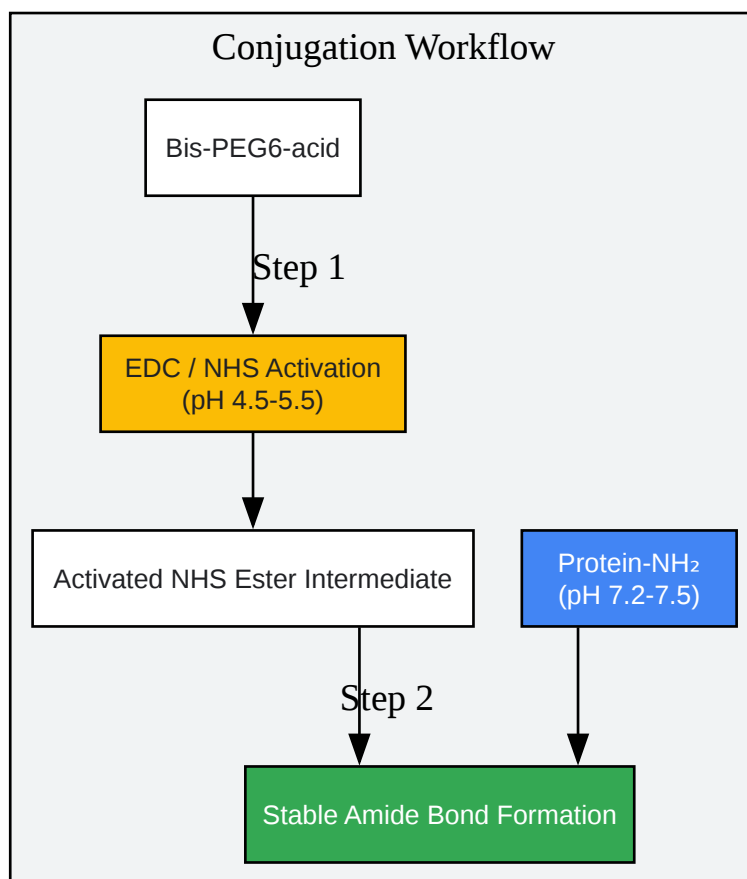 Conjugation Workflow
Bis-PEG6-acid
Step 1
EDC / NHS Activation
(pH 4.5-5.5)
Activated NHS Ester Intermediate
Protein-NH₂
(pH 7.2-7.5)
Step 2
Stable Amide Bond Formation